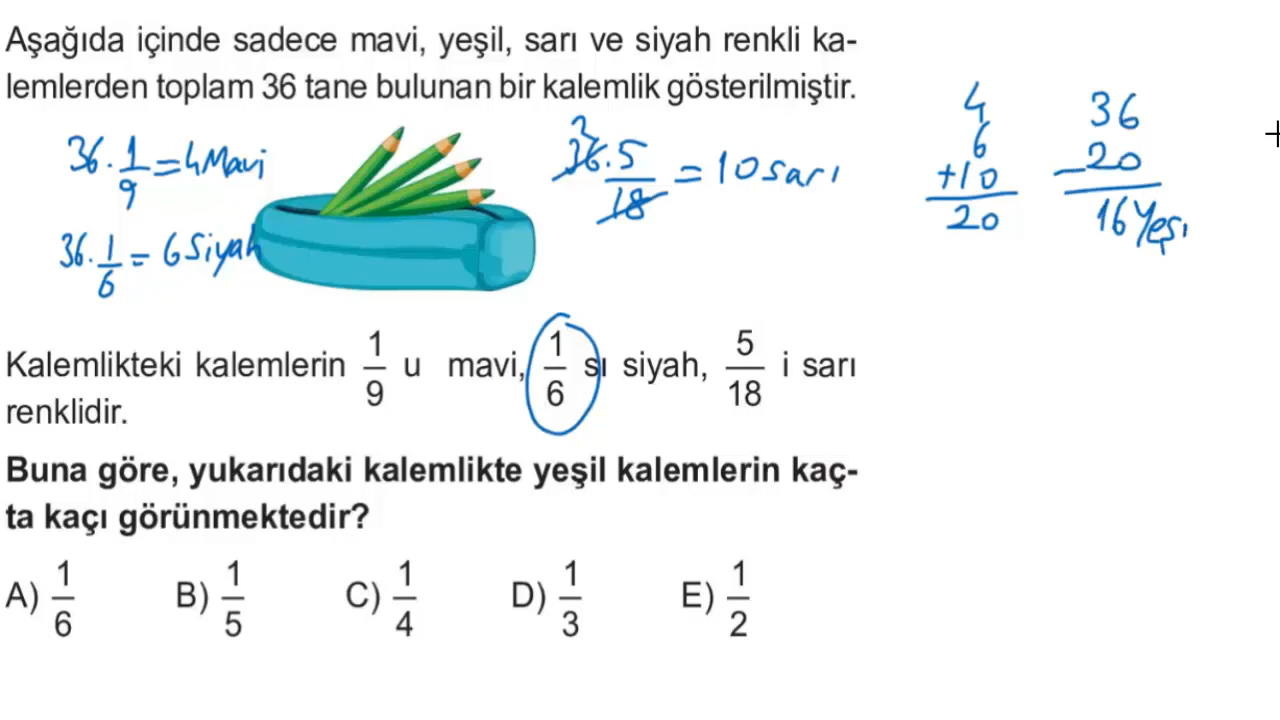 Aşağıda içinde sadece mavi, yeşil, sarı ve siyah renkli ka-
lemlerden toplam 36 tane bulunan bir kalemlik gösterilmiştir.
36 . 1/9 = 4 Mavi
36 . 1/6 = 6 Siyah
2
36 . 5/18 = 10 sarı
4
6
+10
20
36
- 20
16 Yeşı
Kalemlikteki kalemlerin 1/9 u mavi, 1/6 sı siyah, 5/18 i sarı
renklidir.
Buna göre, yukarıdaki kalemlikte yeşil kalemlerin kaç-
ta kaçı görünmektedir?
A) 1/6 B) 1/5 C) 1/4 D) 1/3 E) 1/2